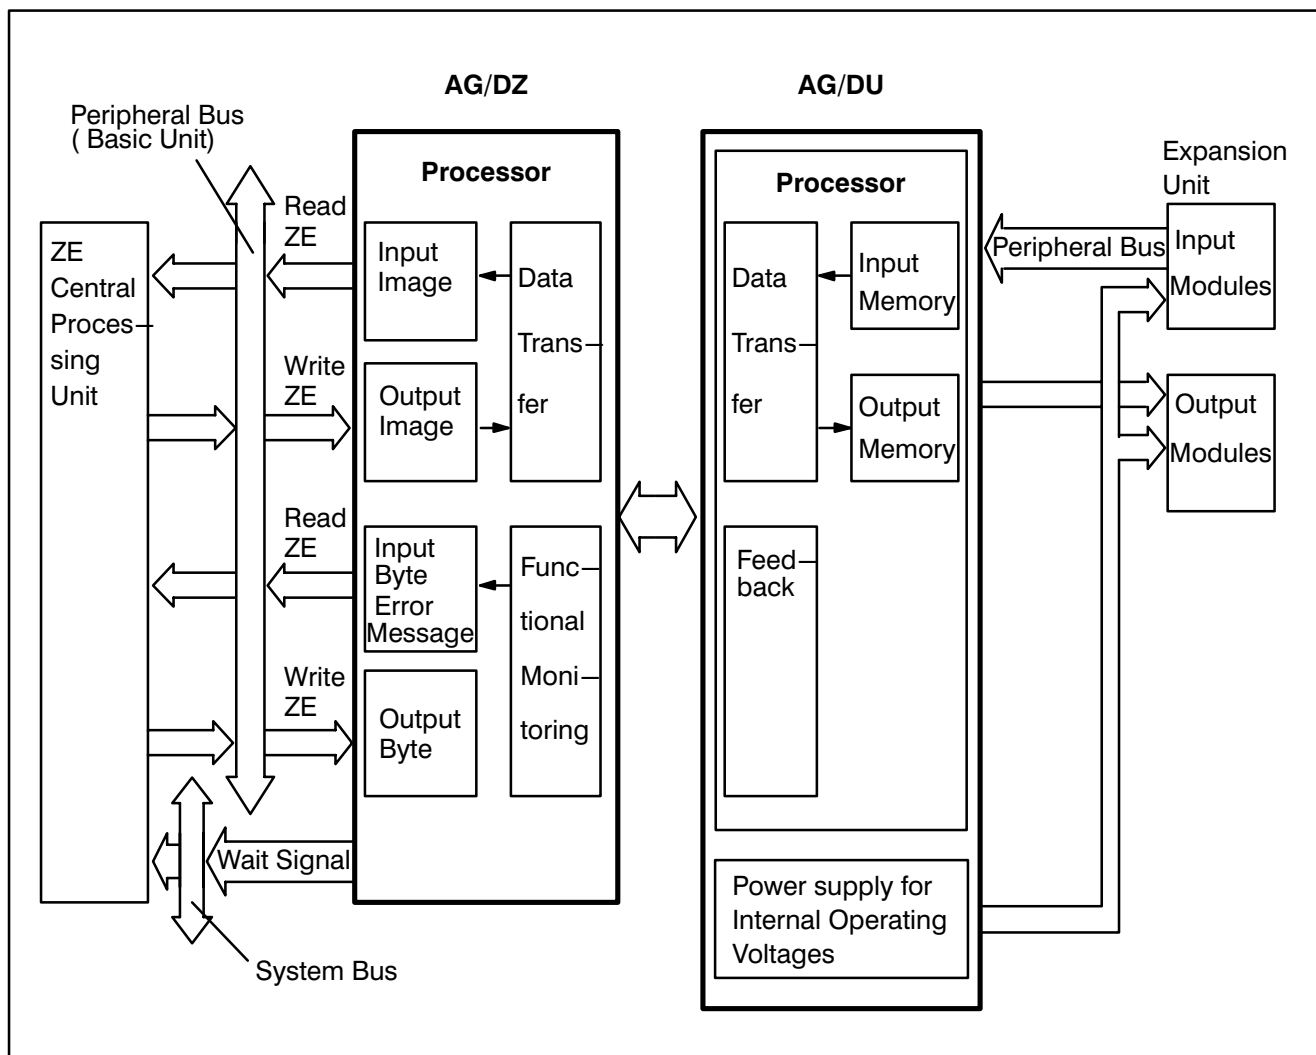 AG/DZ
AG/DU
Peripheral Bus
( Basic Unit)
Expansion
Unit
ZE
Central
Proces—
sing
Unit
Read
ZE
Write
ZE
Read
ZE
Write
ZE
Processor
Input
Image
Output
Image
Data
Trans—
fer
Input
Byte
Error
Message
Output
Byte
Func—
tional
Moni—
toring
Wait Signal
System Bus
Processor
Data
Trans—
fer
Input
Memory
Output
Memory
Feed—
back
Power supply for
Internal Operating
Voltages
Peripheral Bus
Input
Modules
Output
Modules